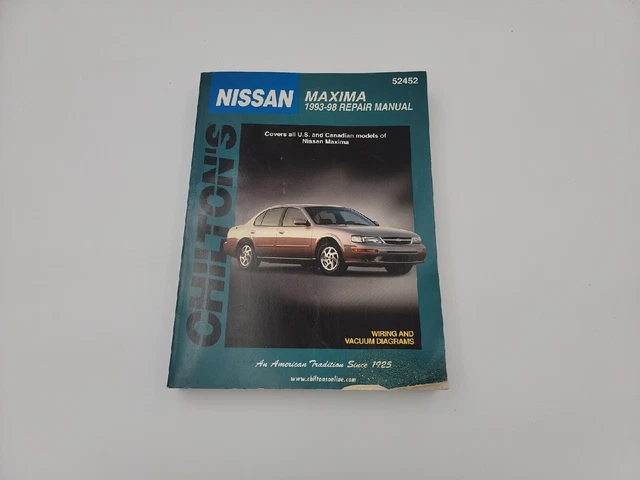 52452
NISSAN
MAXIMA
1993-98 REPAIR MANUAL
CHILTON'S
Covers all U.S. and Canadian models of
Nissan Maxima
WIRING AND
VACUUM DIAGRAMS
An American Tradition Since 1925
www.chiltonsonline.com